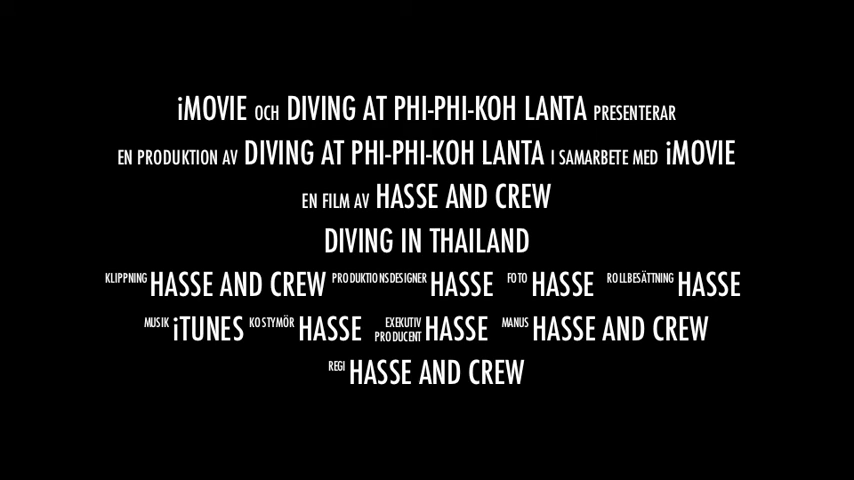 iMOVIE OCH DIVING AT PHI-PHI-KOH LANTA PRESENTERAR
EN PRODUKTION AV DIVING AT PHI-PHI-KOH LANTA I SAMARBETE MED iMOVIE
EN FILM AV HASSE AND CREW
DIVING IN THAILAND
KLIPPNING HASSE AND CREW PRODUKTIONSDESIGNER HASSE FOTO HASSE ROLLBESÄTTNING HASSE
MUSIK iTUNES KOSTYMÖR HASSE EXEKUTIV PRODUCENT HASSE MANUS HASSE AND CREW
REGI HASSE AND CREW